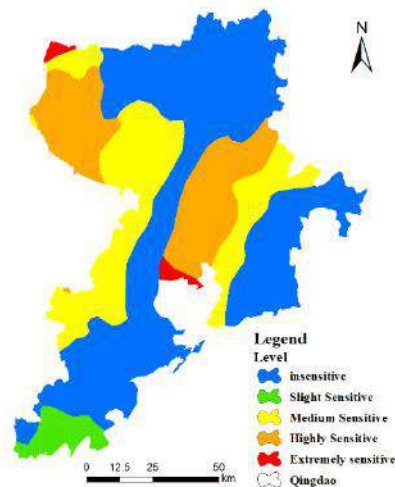 N
Legend
Level
insensitive
Slight Sensitive
Medium Sensitive
Highly Sensitive
Extremely sensitive
Qingdao
0 12.5 25 50
km